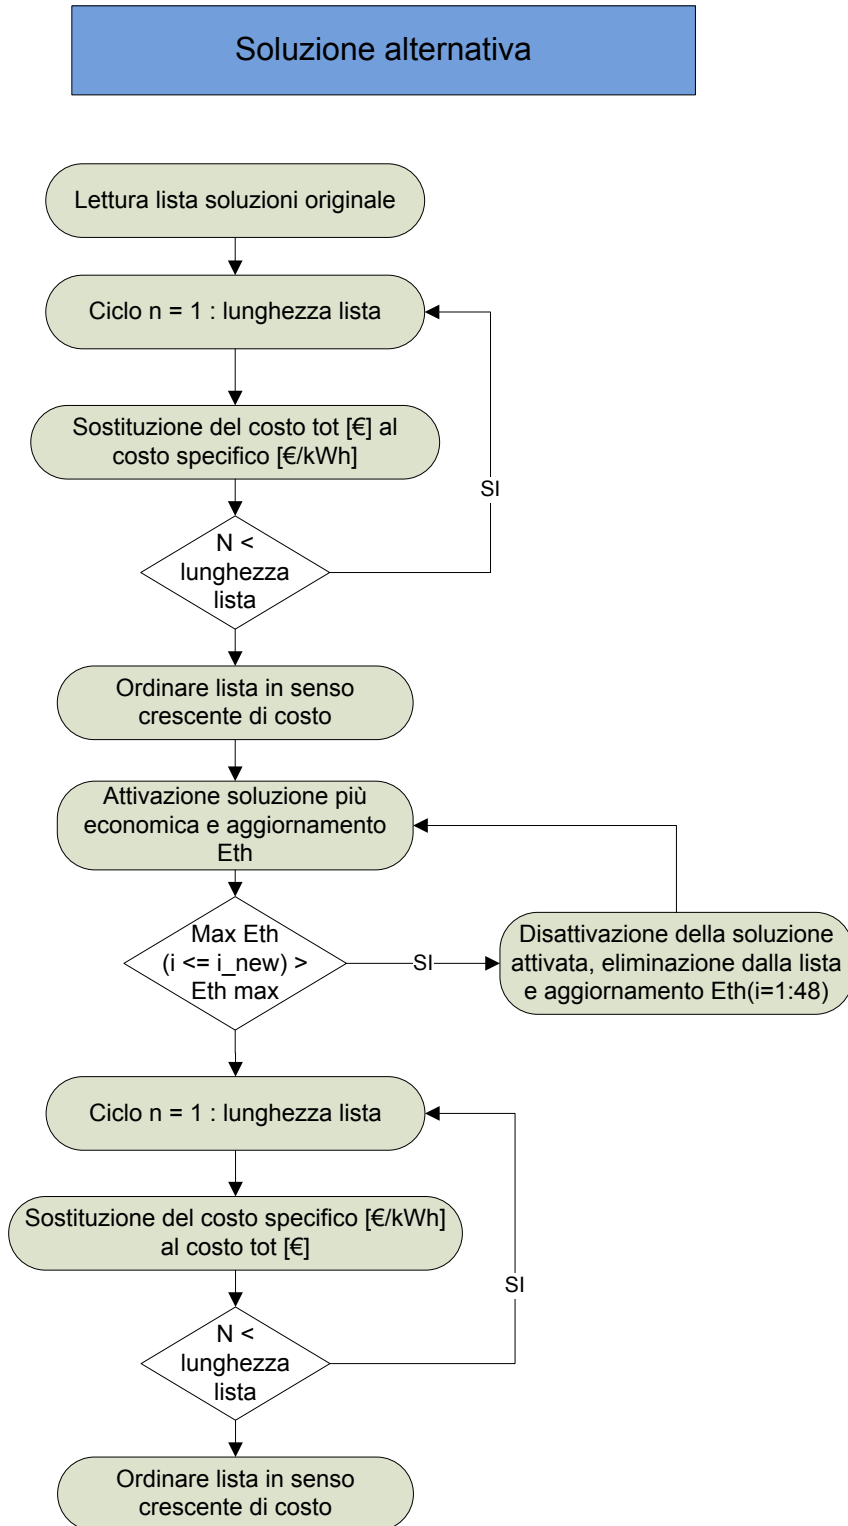 Soluzione alternativa
Lettura lista soluzioni originale
Ciclo n = 1 : lunghezza lista
Sostituzione del costo tot [€] al
costo specifico [€/kWh]
SI
N <
lunghezza
lista
Ordinare lista in senso
crescente di costo
Attivazione soluzione più
economica e aggiornamento
Eth
Max Eth
(i <= i_new) >
Eth max
SI
Disattivazione della soluzione
attivata, eliminazione dalla lista
e aggiornamento Eth(i=1:48)
Ciclo n = 1 : lunghezza lista
Sostituzione del costo specifico [€/kWh]
al costo tot [€]
SI
N <
lunghezza
lista
Ordinare lista in senso
crescente di costo